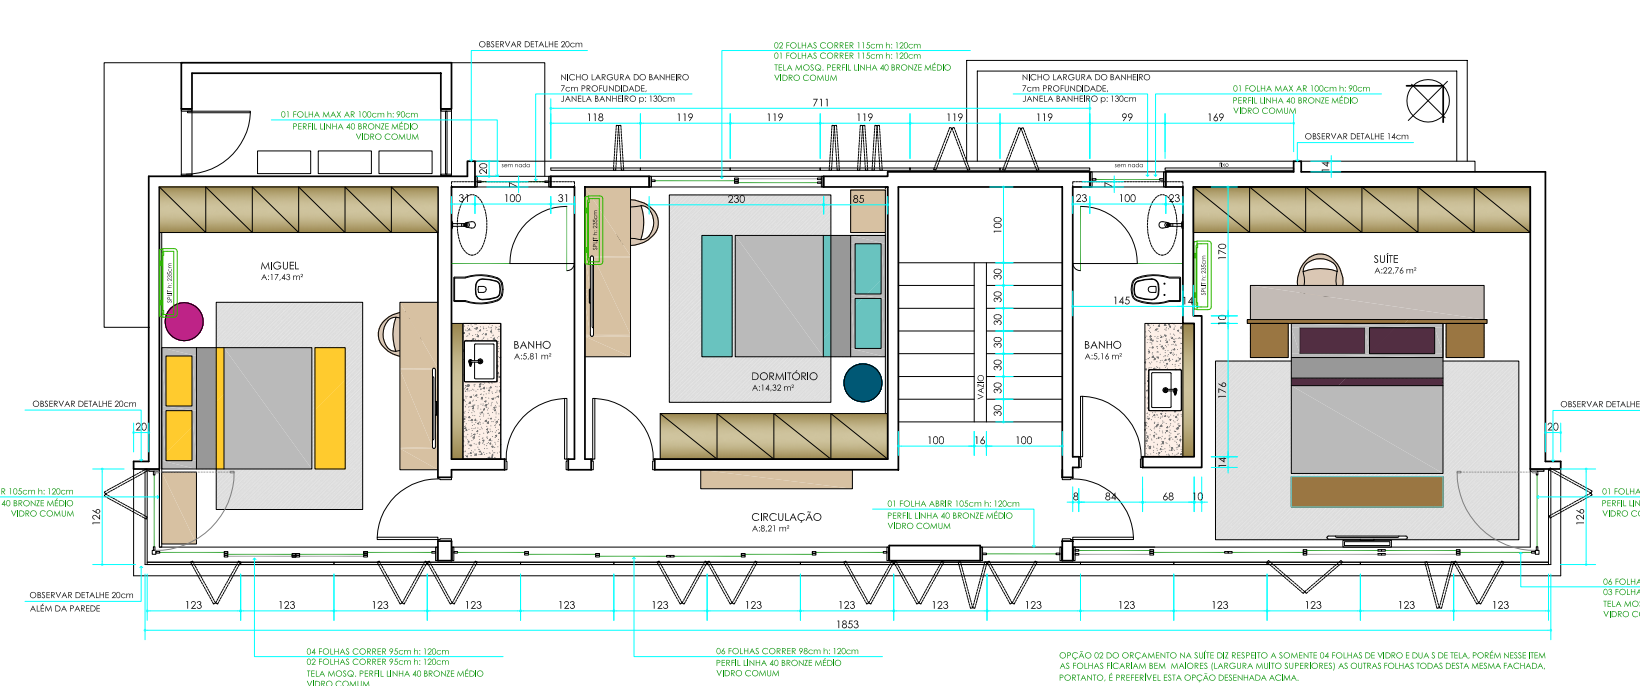 OBSERVAR DETALHE 20cm
02 FOLHAS CORRER 115cm h: 120cm
01 FOLHAS CORRER 115cm h: 120cm
TELA MOSQ. PERFIL LINHA 40 BRONZE MÉDIO
VIDRO COMUM
NICHO LARGURA DO BANHEIRO
7cm PROFUNDIDADE,
JANELA BANHEIRO p: 130cm
NICHO LARGURA DO BANHEIRO
7cm PROFUNDIDADE,
JANELA BANHEIRO p: 130cm
01 FOLHA MAX AR 100cm h: 90cm
PERFIL LINHA 40 BRONZE MÉDIO
VIDRO COMUM
01 FOLHA MAX AR 100cm h: 90cm
PERFIL LINHA 40 BRONZE MÉDIO
VIDRO COMUM
711
118 119 119 119 119 119 99 169
OBSERVAR DETALHE 14cm
20
sem nada
sem nada
fixo
14
7
7
31 100 31
230
85
23 100 23
SPLIT h: 235cm
SPLIT h: 235cm
SPLIT h: 235cm
MIGUEL
A:17,43 m²
SUÍTE
A:22,76 m²
100
170
30
30
30
30
30
30
30
145
14
10
BANHO
A:5,81 m²
DORMITÓRIO
A:14,32 m²
BANHO
A:5,16 m²
VAZIO
176
OBSERVAR DETALHE 20cm
20
OBSERVAR DETALHE
20
100 16 100
14
R 105cm h: 120cm
40 BRONZE MÉDIO
VIDRO COMUM
126
8 84 68 10
CIRCULAÇÃO
A:8,21 m²
01 FOLHA ABRIR 105cm h: 120cm
PERFIL LINHA 40 BRONZE MÉDIO
VIDRO COMUM
01 FOLHA
PERFIL LIN
VIDRO CO
126
OBSERVAR DETALHE 20cm
ALÉM DA PAREDE
123 123 123 123 123 123 123 123 123 123 123 123 123 123 123
1853
06 FOLHA
03 FOLHA
TELA MOS
VIDRO CO
04 FOLHAS CORRER 95cm h: 120cm
02 FOLHAS CORRER 95cm h: 120cm
TELA MOSQ. PERFIL LINHA 40 BRONZE MÉDIO
VIDRO COMUM
06 FOLHAS CORRER 98cm h: 120cm
PERFIL LINHA 40 BRONZE MÉDIO
VIDRO COMUM
OPÇÃO 02 DO ORÇAMENTO NA SUÍTE DIZ RESPEITO A SOMENTE 04 FOLHAS DE VIDRO E DUA S DE TELA, PORÉM NESSE ITEM
AS FOLHAS FICARIAM BEM MAIORES (LARGURA MUITO SUPERIORES) AS OUTRAS FOLHAS TODAS DESTA MESMA FACHADA,
PORTANTO, É PREFERÍVEL ESTA OPÇÃO DESENHADA ACIMA.